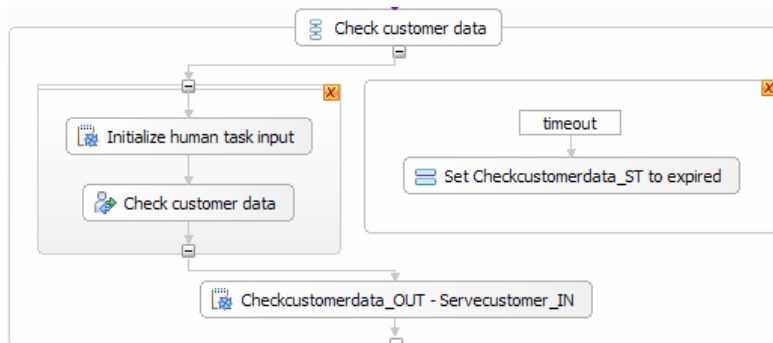 Check customer data
Initialize human task input
Check customer data
timeout
Set Checkcustomerdata_ST to expired
Checkcustomerdata_OUT - Servecustomer_IN